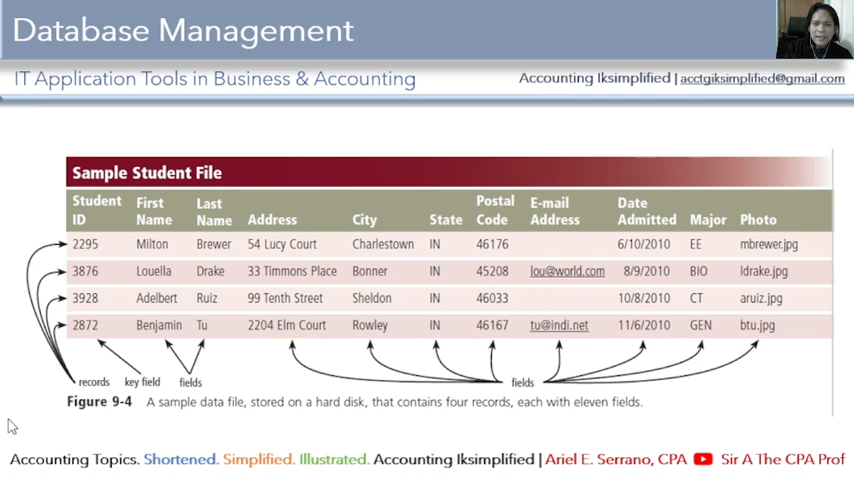 Database Management
IT Application Tools in Business & Accounting
Accounting Iksimplified | acctgiksimplified@gmail.com
Sample Student File
Student ID First Name Last Name Address City State Postal Code E-mail Address Date Admitted Major Photo
2295 Milton Brewer 54 Lucy Court Charlestown IN 46176 6/10/2010 EE mbrewer.jpg
3876 Louella Drake 33 Timmons Place Bonner IN 45208 lou@world.com 8/9/2010 BIO ldrake.jpg
3928 Adelbert Ruiz 99 Tenth Street Sheldon IN 46033 10/8/2010 CT aruiz.jpg
2872 Benjamin Tu 2204 Elm Court Rowley IN 46167 tu@indi.net 11/6/2010 GEN btu.jpg
records key field fields fields
Figure 9-4 A sample data file, stored on a hard disk, that contains four records, each with eleven fields.
Accounting Topics. Shortened. Simplified. Illustrated. Accounting Iksimplified | Ariel E. Serrano, CPA Sir A The CPA Prof